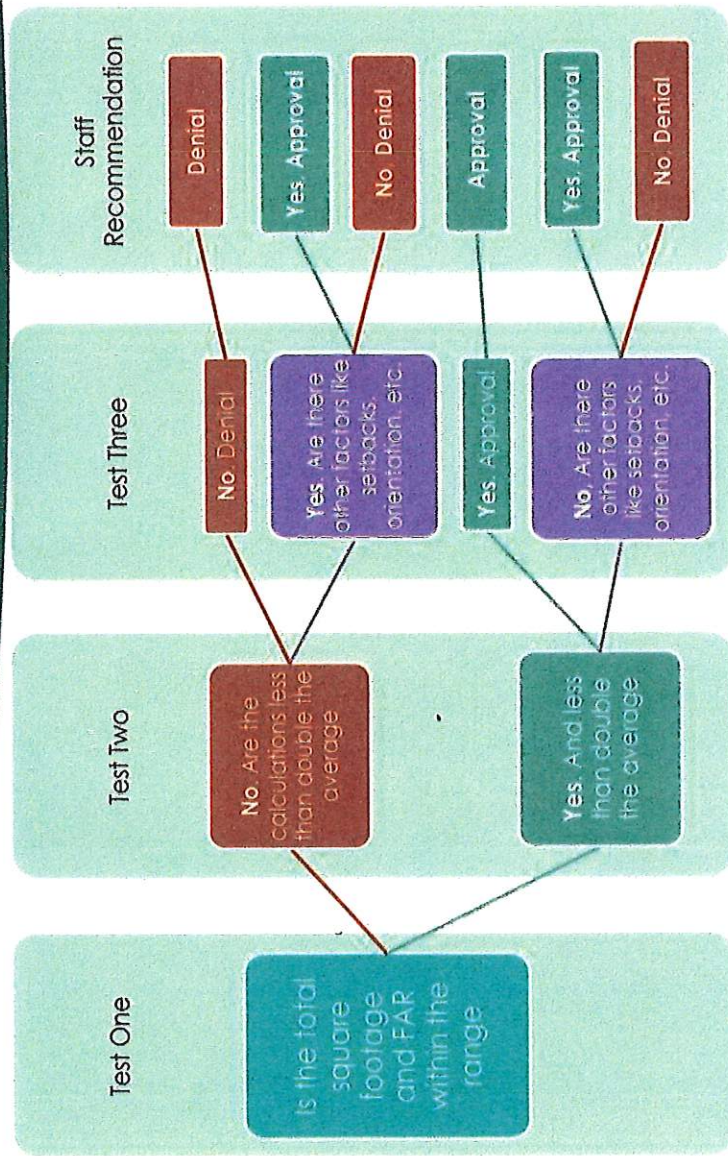 Test One
Is the total
square
footage
and FAR
within the
range
Test Two
No. Are the
calculations less
than double the
average
Yes. And less
than double
the average
Test Three
No. Denial
Yes. Are there
other factors like
setbacks,
orientation, etc.
Yes. Approval
No. Are there
other factors
like setbacks,
orientation, etc.
Staff
Recommendation
Denial
Yes. Approval
No. Denial
Approval
Yes. Approval
No. Denial